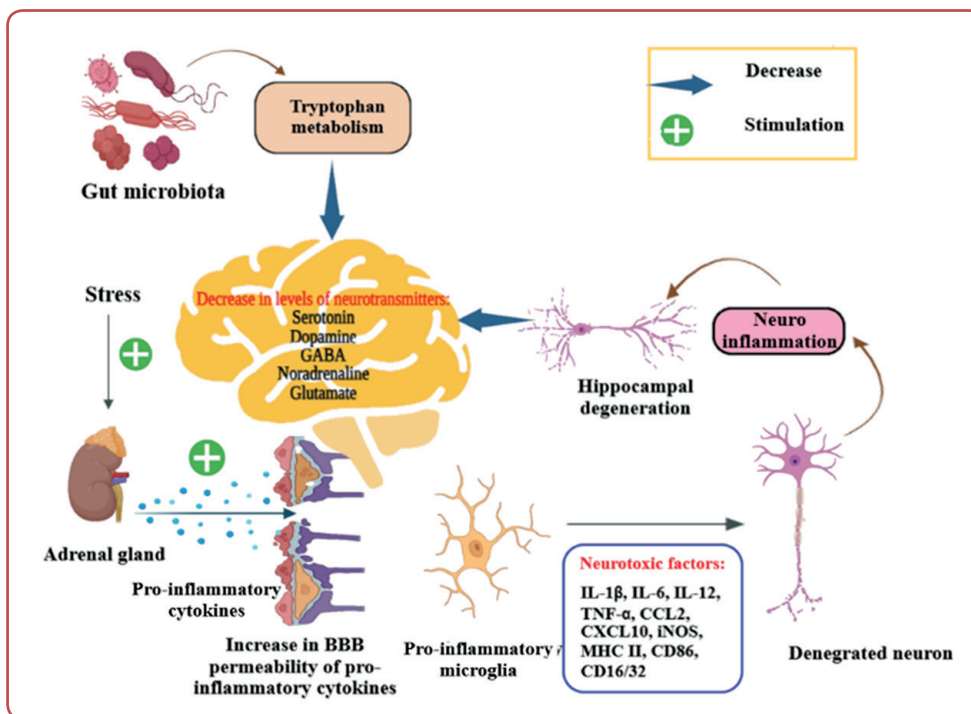 Decrease
Stimulation
Tryptophan
metabolism
Gut microbiota
Stress
Decrease in levels of neurotransmitters:
Serotonin
Dopamine
GABA
Noradrenaline
Glutamate
Neuro
inflammation
Hippocampal
degeneration
Adrenal gland
Pro-inflammatory
cytokines
Increase in BBB
permeability of pro-
inflammatory cytokines
Pro-inflammatory
microglia
Neurotoxic factors:
IL-1β, IL-6, IL-12,
TNF-α, CCL2,
CXCL10, iNOS,
MHC II, CD86,
CD16/32
Denegrated neuron